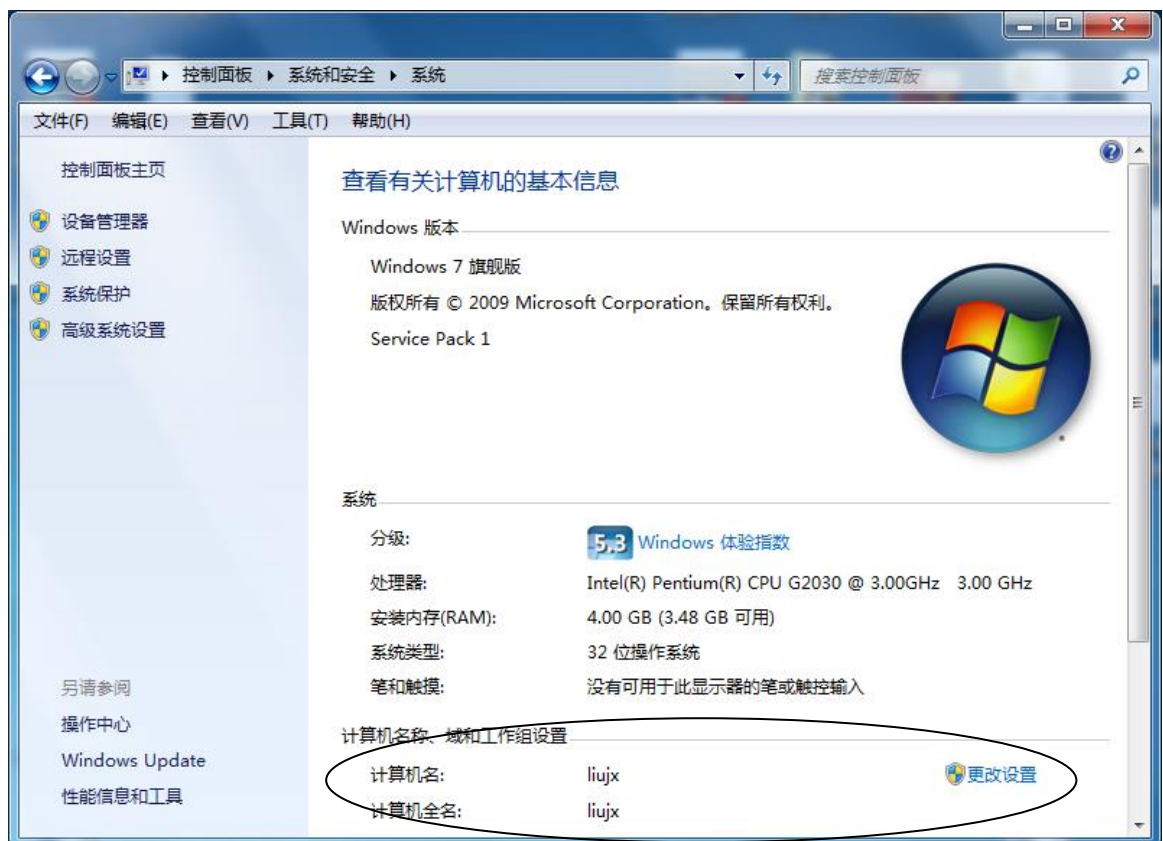 控制面板 ▸ 系统和安全 ▸ 系统
搜索控制面板
文件(F) 编辑(E) 查看(V) 工具(T) 帮助(H)
控制面板主页
设备管理器
远程设置
系统保护
高级系统设置
另请参阅
操作中心
Windows Update
性能信息和工具
查看有关计算机的基本信息
Windows 版本
Windows 7 旗舰版
版权所有 © 2009 Microsoft Corporation。保留所有权利。
Service Pack 1
系统
分级: 5.3 Windows 体验指数
处理器: Intel(R) Pentium(R) CPU G2030 @ 3.00GHz 3.00 GHz
安装内存(RAM): 4.00 GB (3.48 GB 可用)
系统类型: 32 位操作系统
笔和触摸: 没有可用于此显示器的笔或触控输入
计算机名称、域和工作组设置
计算机名: liujx 更改设置
计算机全名: liujx